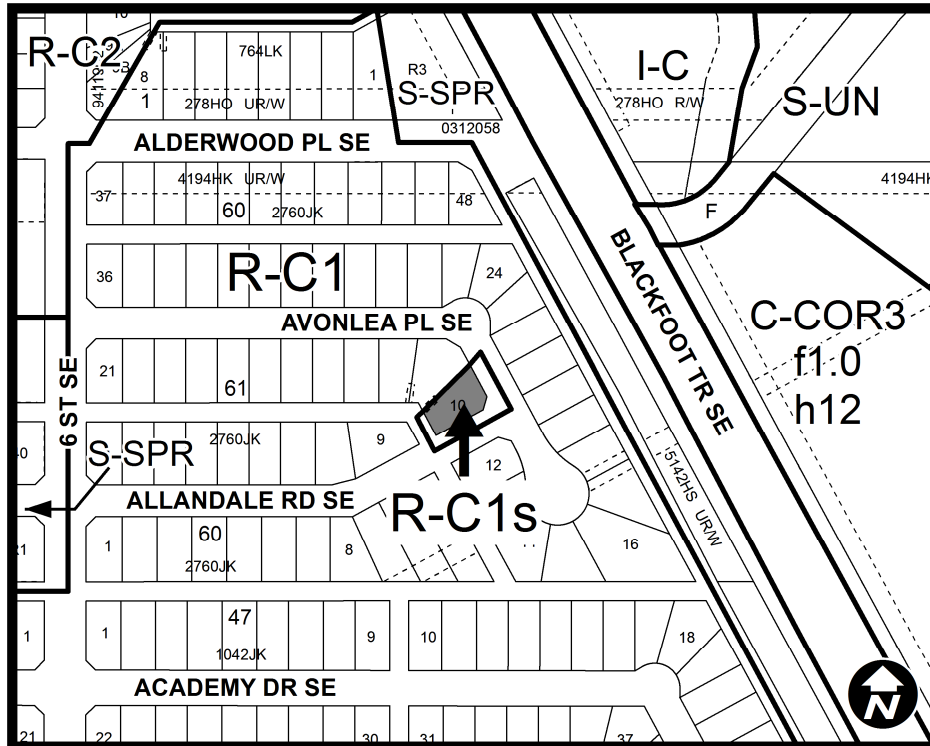 R-C2
8
1
764LK
278HO UR/W
1
R3
S-SPR
0312058
I-C
278HO R/W
S-UN
ALDERWOOD PL SE
4194HK UR/W
4194HK
37
60
2760JK
48
F
36
R-C1
24
AVONLEA PL SE
BLACKFOOT TR SE
C-COR3
f1.0
h12
21
61
10
6 ST SE
2760JK
9
S-SPR
12
5142HS UR/W
ALLANDALE RD SE
R-C1s
1
60
2760JK
8
16
1
1
47
1042JK
9
10
18
ACADEMY DR SE
N
21
22
30
31
37